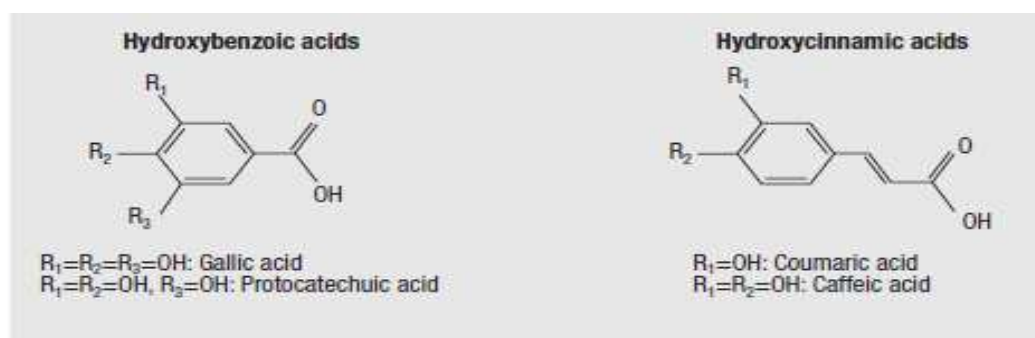 Hydroxybenzoic acids
R₁
R₂
R₃
O
OH
R₁=R₂=R₃=OH: Gallic acid
R₁=R₂=OH, R₃=OH: Protocatechuic acid
Hydroxycinnamic acids
R₁
R₂
O
OH
R₁=OH: Coumaric acid
R₁=R₂=OH: Caffeic acid